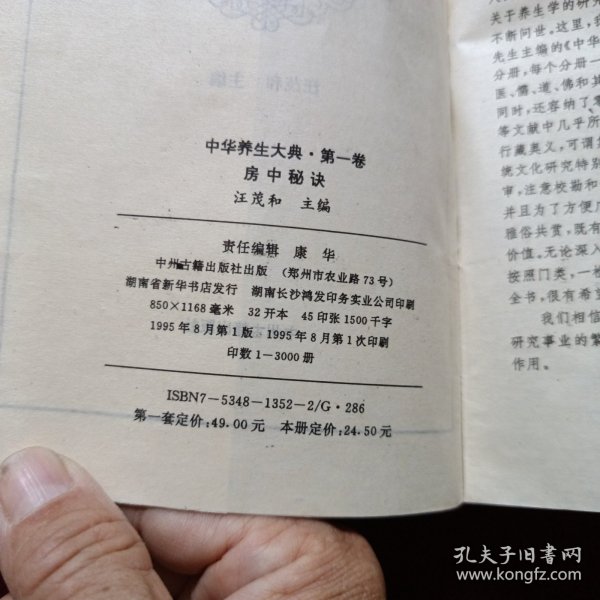 中华养生大典·第一卷
房中秘诀
汪茂和 主编
责任编辑 康 华
中州古籍出版社出版 (郑州市农业路73号)
湖南省新华书店发行 湖南长沙鸿发印务实业公司印刷
850×1168毫米 32开本 45印张1500千字
1995年8月第1版 1995年8月第1次印刷
印数1—3000册
ISBN7—5348—1352—2/G·286
第一套定价:49.00元 本册定价:24.50元
关于养生学的研究
不断问世。这里,我
先生主编的《中华
分册,每个分册一
医、儒、道、佛和其
同时,还容纳了
等文献中几乎所
行藏奥义,可谓
统文化研究特别
审,注意校勘和
并且为了方便广
雅俗共赏,既有
价值。无论深入
按照门类,一
全书,很有希望
我们相信
研究事业的繁
作用。
孔夫子旧书网
www.kongfz.com